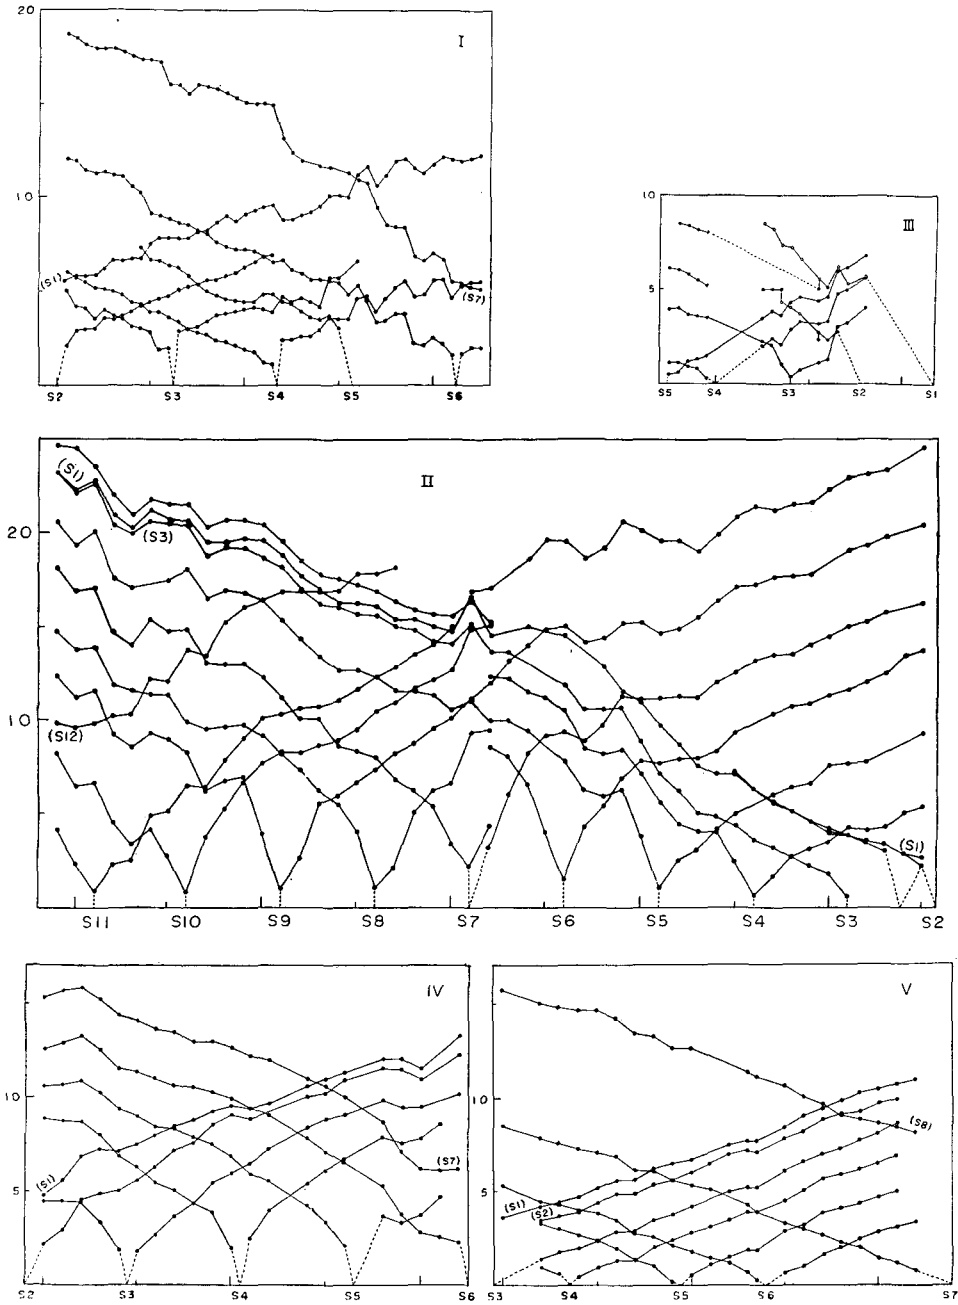 20
I
10
(S1)
(S7)
S2 S3 S4 S5 S6
10
III
5
S5 S4 S3 S2 S1
II
(S1)
20
(S3)
10
(S12)
(S1)
S11 S10 S9 S8 S7 S6 S5 S4 S3 S2
IV
10
5
(S1)
(S7)
S2 S3 S4 S5 S6
V
10
(S8)
5
(S1)
(S2)
S3 S4 S5 S6 S7